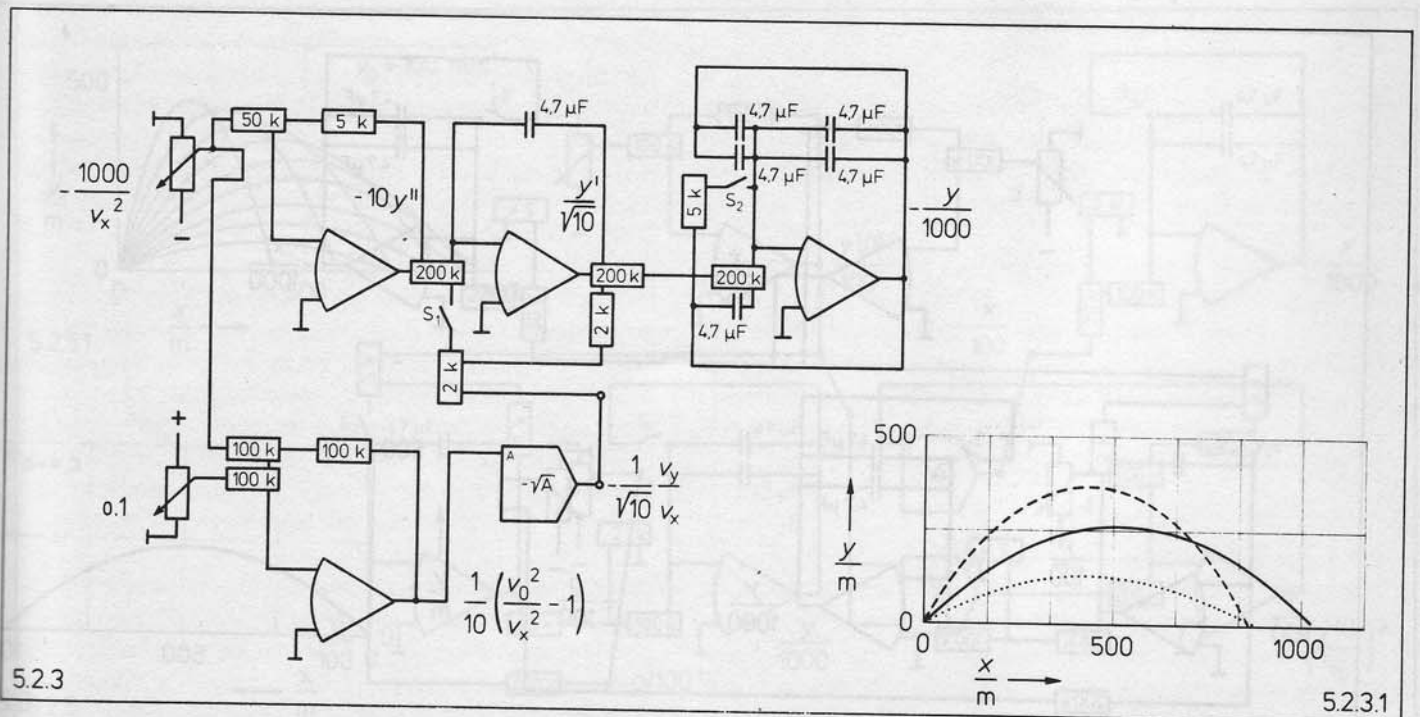 4,7 µF
50 k
5 k
4,7 µF
4,7 µF
- 1000 / v_x²
-
-10 y''
y' / √10
4,7 µF
4,7 µF
5 k
S₂
- y / 1000
200 k
200 k
200 k
S₁
2 k
4,7 µF
2 k
+
100 k
100 k
100 k
0.1
A
-√A
- 1/√10 v_y/v_x
1/10 (v₀²/v_x² - 1)
500
y/m
0
0
500
1000
x/m
5.2.3
5.2.3.1